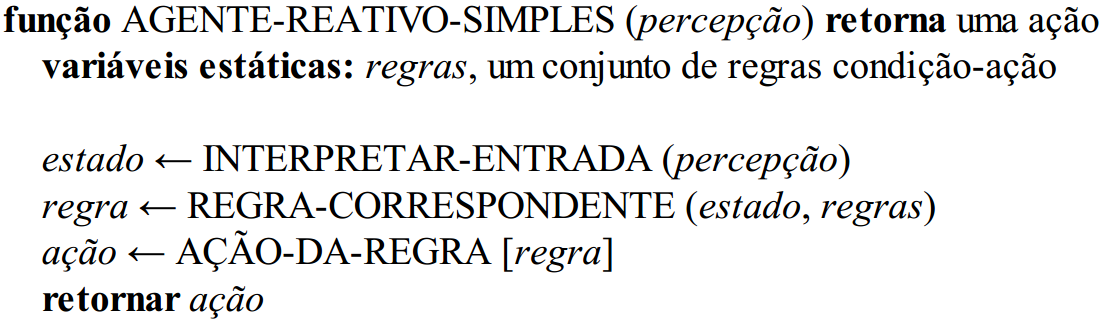 função AGENTE-REATIVO-SIMPLES (percepção) retorna uma ação
variáveis estáticas: regras, um conjunto de regras condição-ação
estado ← INTERPRETAR-ENTRADA (percepção)
regra ← REGRA-CORRESPONDENTE (estado, regras)
ação ← AÇÃO-DA-REGRA [regra]
retornar ação